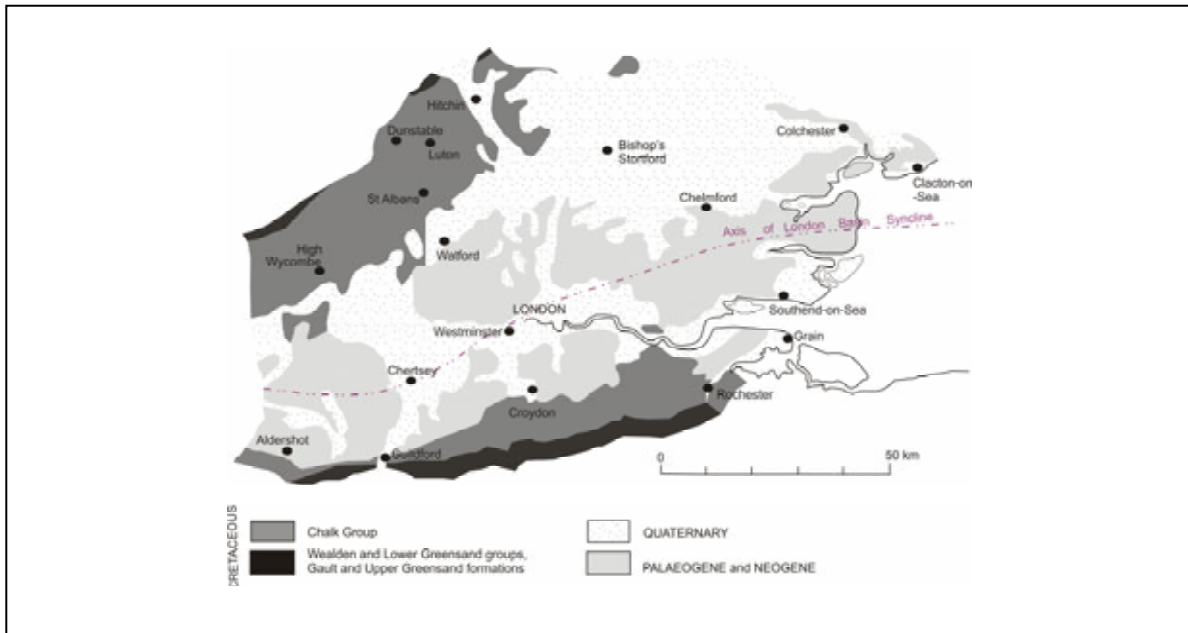 Hitchin
Dunstable
Luton
Bishop's
Stortford
Colchester
Clacton-on
-Sea
St Albans
Chelmford
Axis of London Basin Syncline
High
Wycombe
Watford
LONDON
Southend-on-Sea
Westminster
Grain
Chertsey
Croydon
Rochester
Aldershot
Guildford
0
50 km
CRETACEOUS
Chalk Group
QUATERNARY
Wealden and Lower Greensand groups,
Gault and Upper Greensand formations
PALAEOGENE and NEOGENE